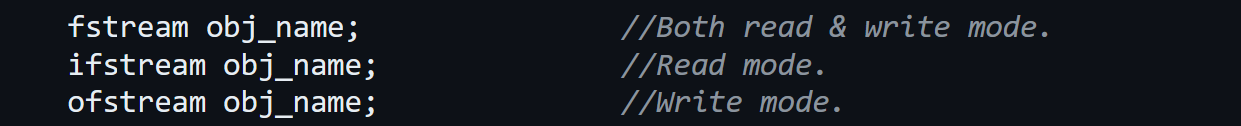 fstream obj_name; //Both read & write mode.
ifstream obj_name; //Read mode.
ofstream obj_name; //Write mode.